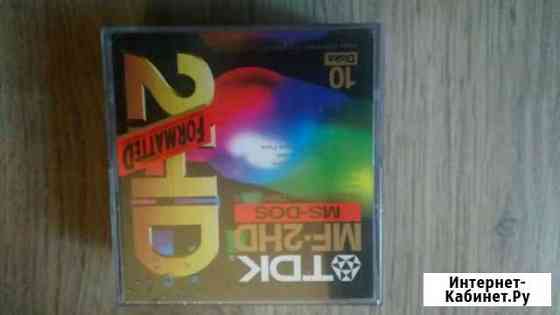 TDK
MF-2HD
MS-DOS
2HD
FORMATTED
10
Disks
Интернет-
Кабинет.Ру